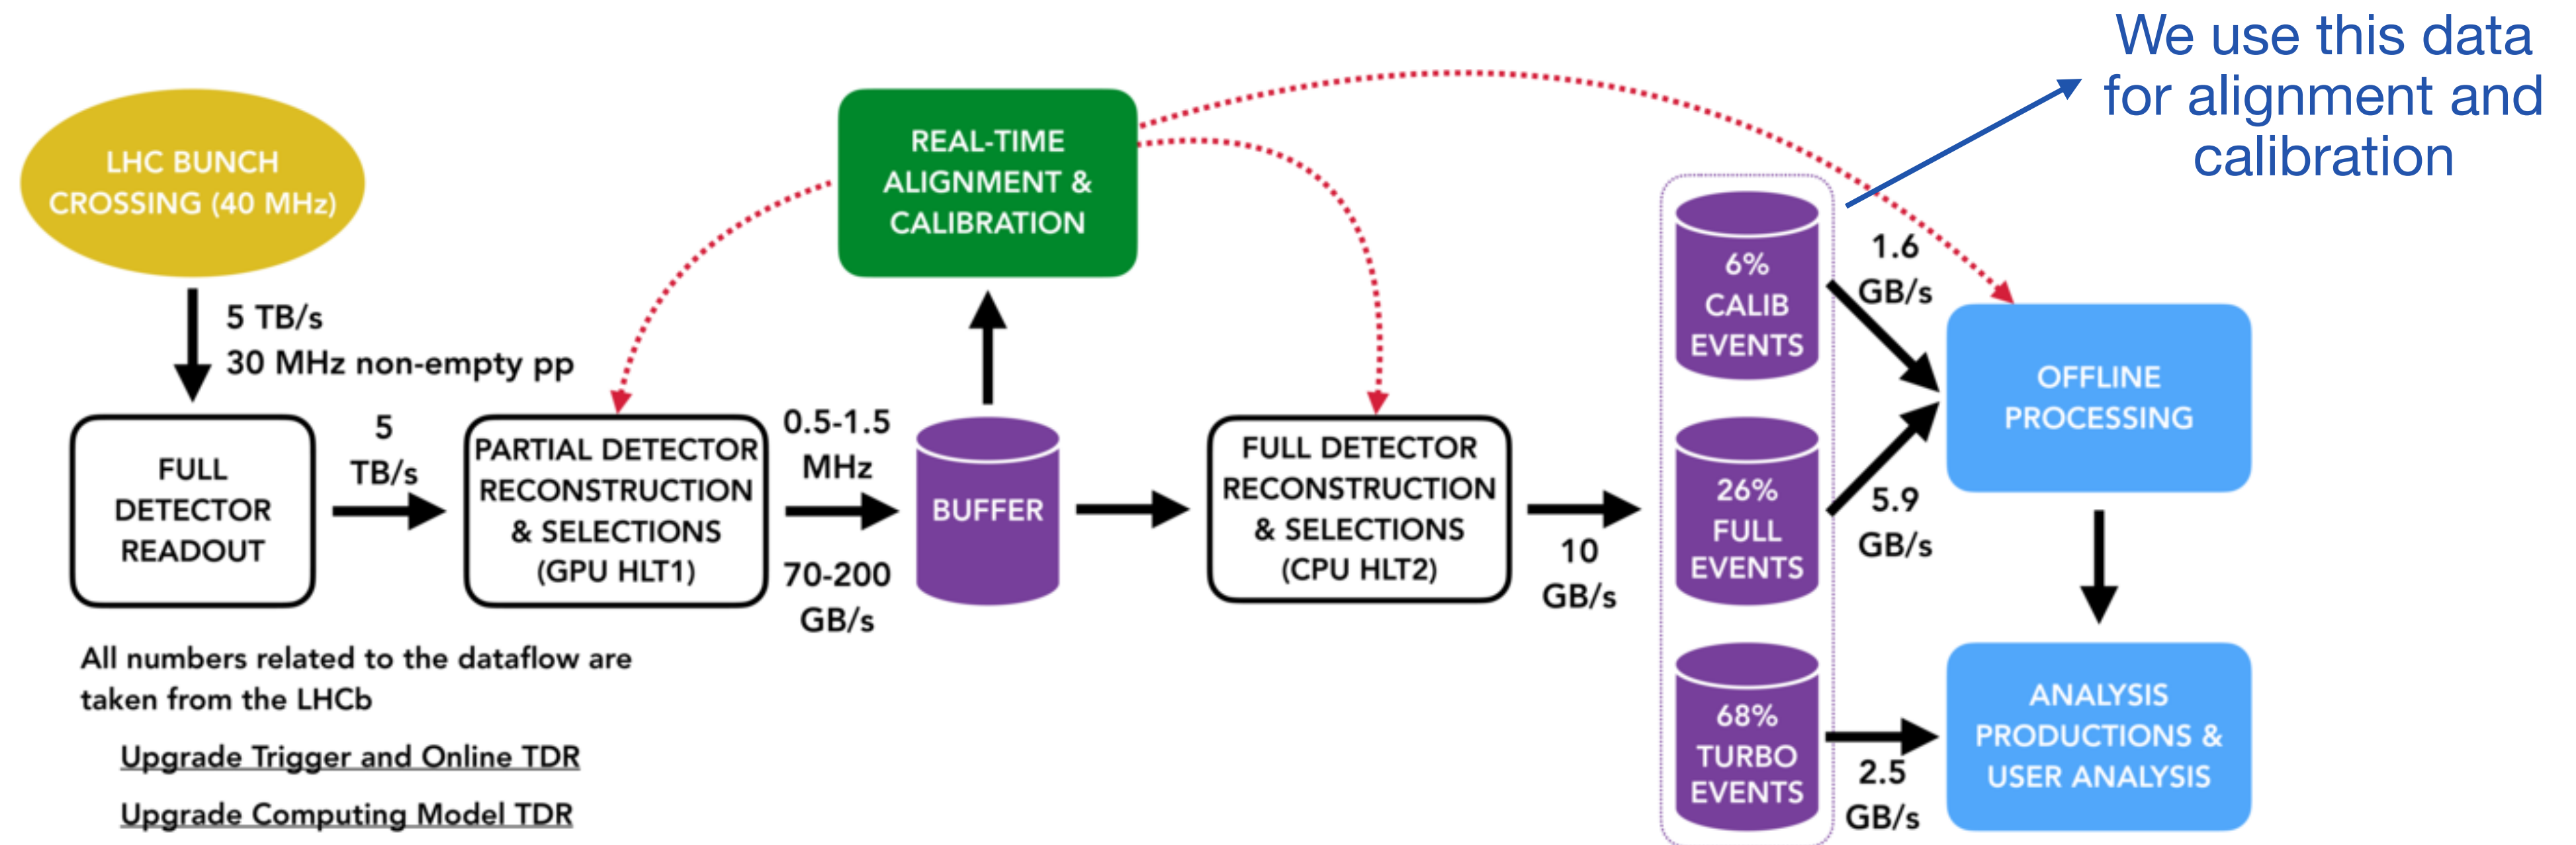 We use this data
for alignment and
calibration
LHC BUNCH
CROSSING (40 MHz)
5 TB/s
30 MHz non-empty pp
FULL
DETECTOR
READOUT
5
TB/s
PARTIAL DETECTOR
RECONSTRUCTION
& SELECTIONS
(GPU HLT1)
0.5-1.5
MHz
70-200
GB/s
REAL-TIME
ALIGNMENT &
CALIBRATION
BUFFER
FULL DETECTOR
RECONSTRUCTION
& SELECTIONS
(CPU HLT2)
10
GB/s
6%
CALIB
EVENTS
26%
FULL
EVENTS
68%
TURBO
EVENTS
1.6
GB/s
5.9
GB/s
2.5
GB/s
OFFLINE
PROCESSING
ANALYSIS
PRODUCTIONS &
USER ANALYSIS
All numbers related to the dataflow are
taken from the LHCb
Upgrade Trigger and Online TDR
Upgrade Computing Model TDR